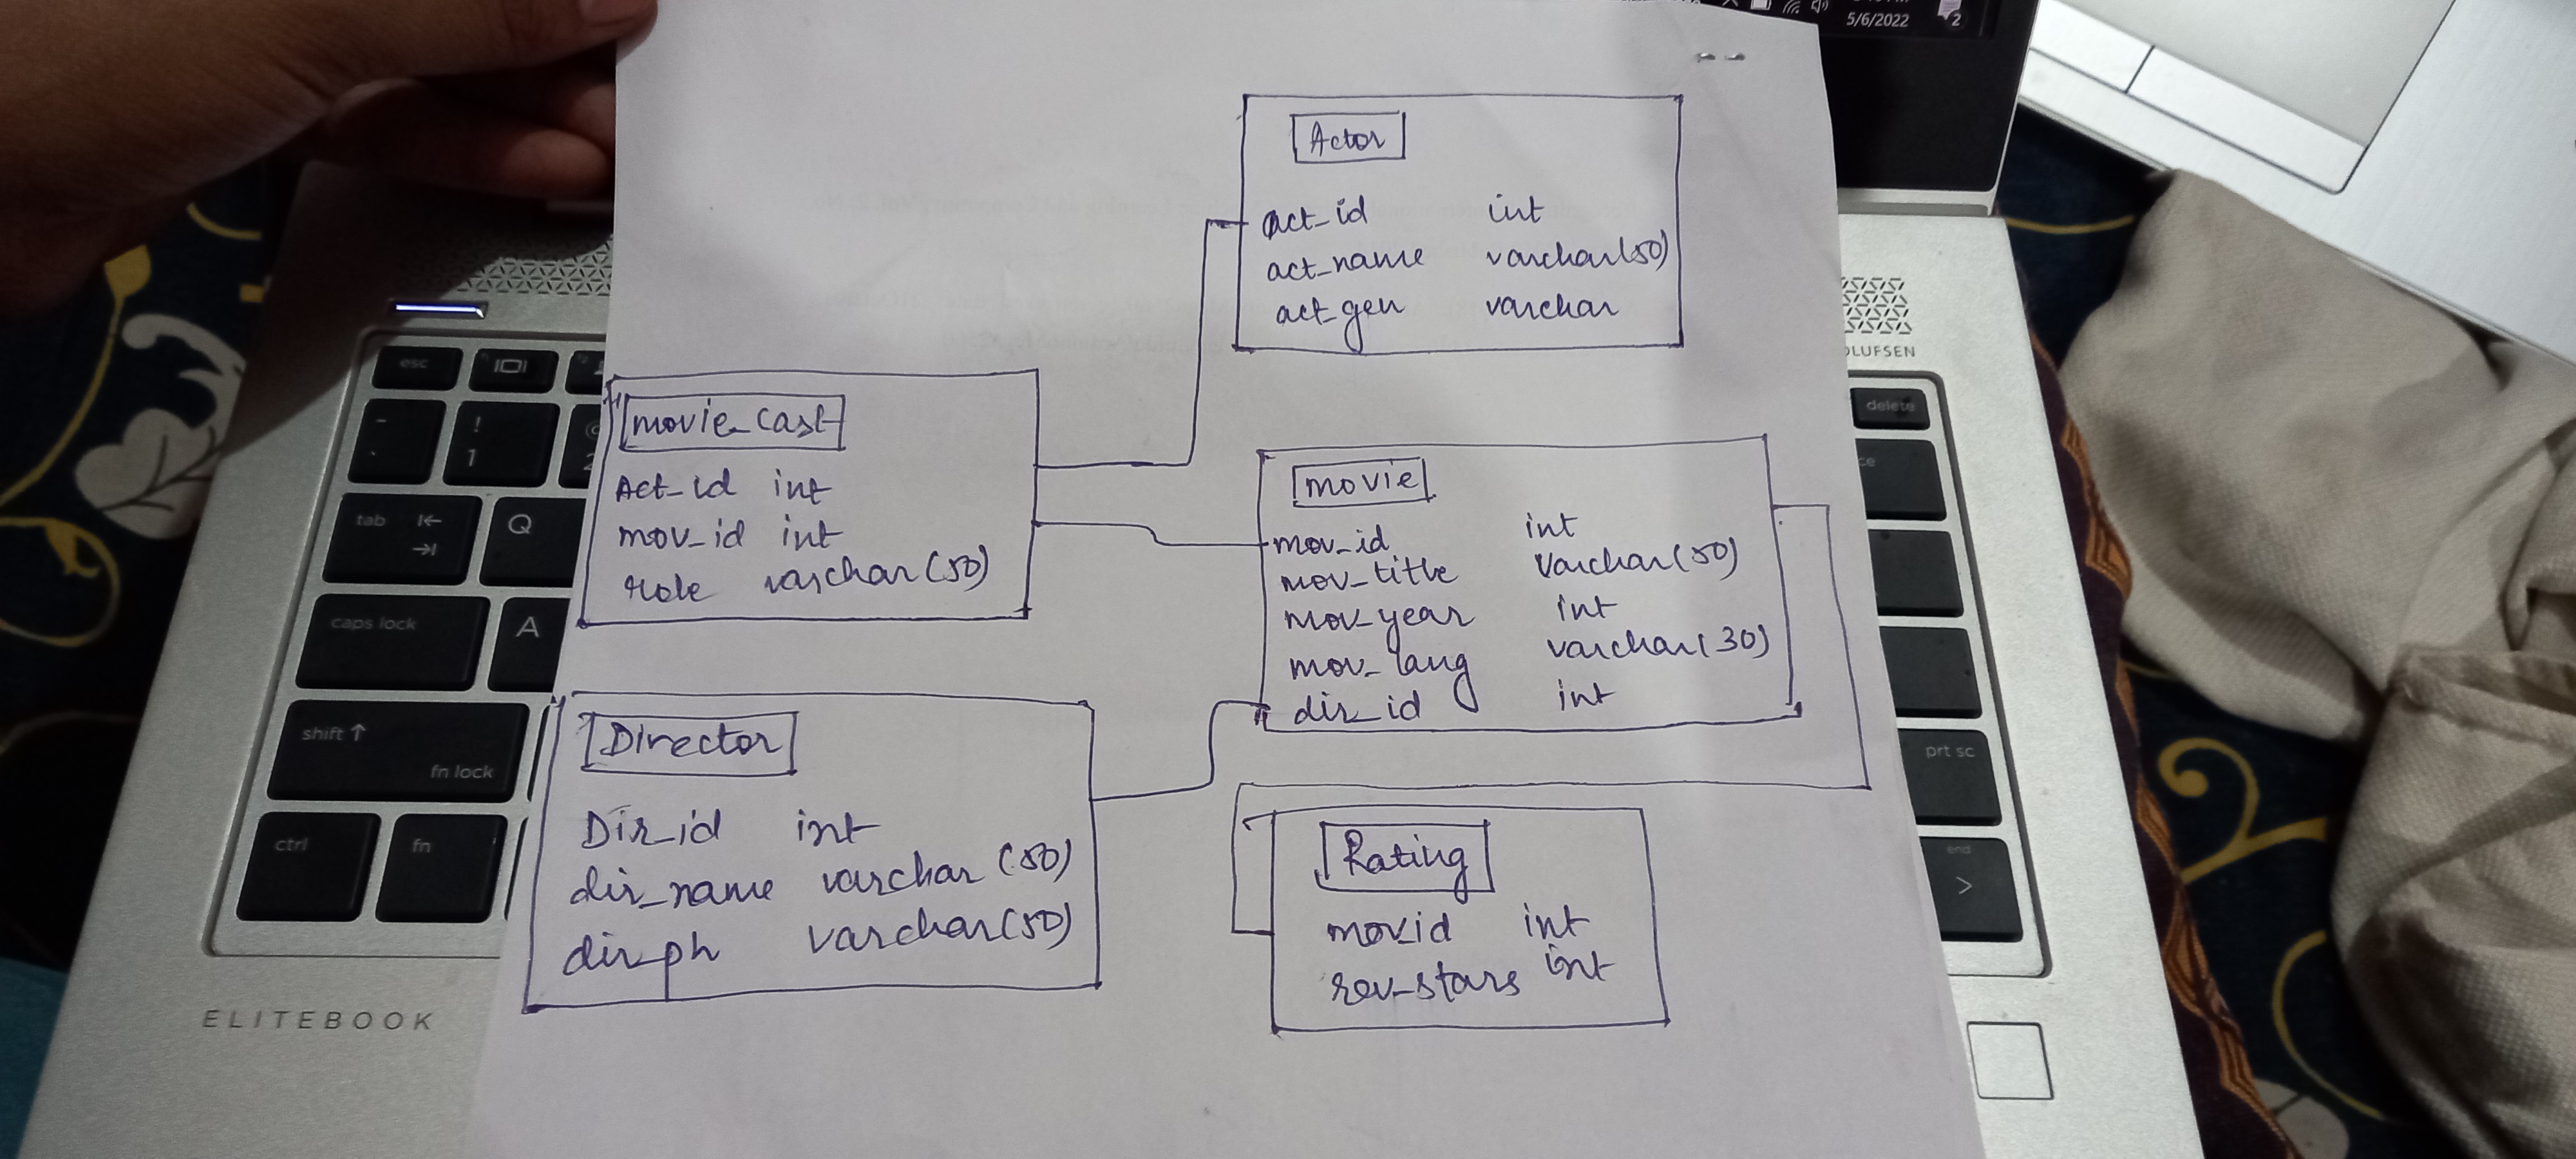 Actor
act_id int
act_name varchar(50)
act_gen varchar
movie_cast
Act_id int
mov_id int
role varchar(50)
movie
mov_id int
mov_title varchar(50)
mov_year int
mov_lang varchar(30)
dir_id int
Director
Dir_id int
dir_name varchar(50)
dir_ph varchar(50)
Rating
mov_id int
rev_stars int
esc
! 1
tab
Q
caps lock
A
shift
fn lock
ctrl
fn
ELITEBOOK
delete
prt sc
end
OLUFSEN
5/6/2022
2